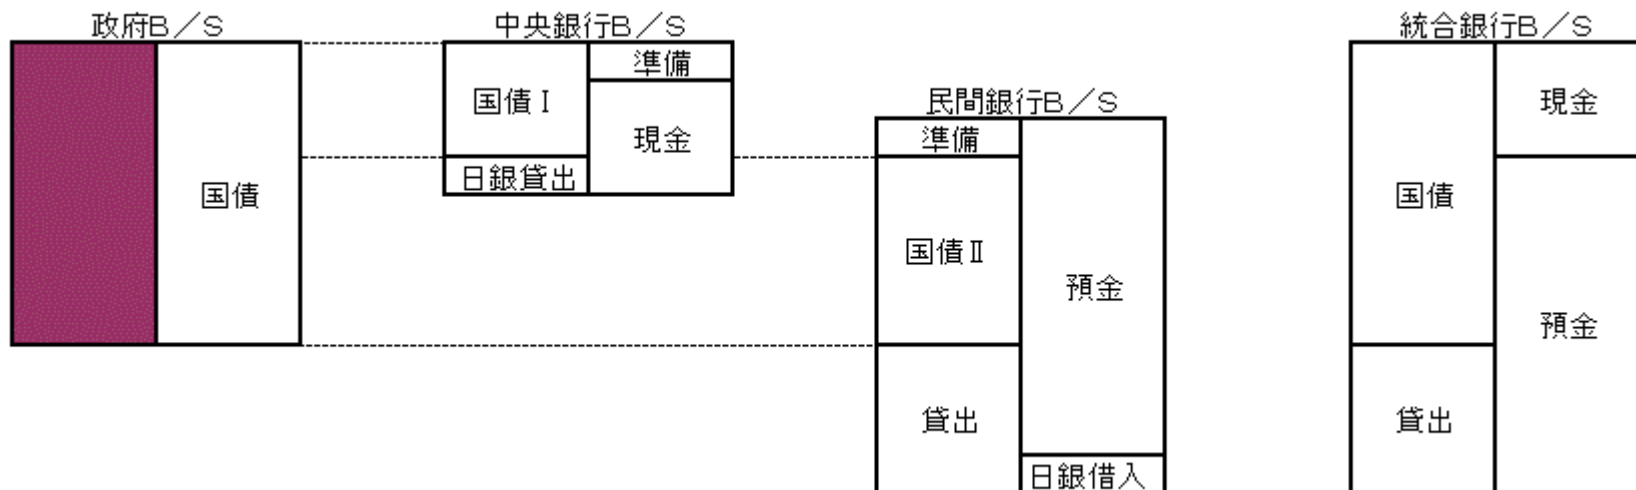 政府B／S
国債
中央銀行B／S
国債Ⅰ
日銀貸出
準備
現金
民間銀行B／S
準備
国債Ⅱ
貸出
預金
日銀借入
統合銀行B／S
国債
貸出
現金
預金